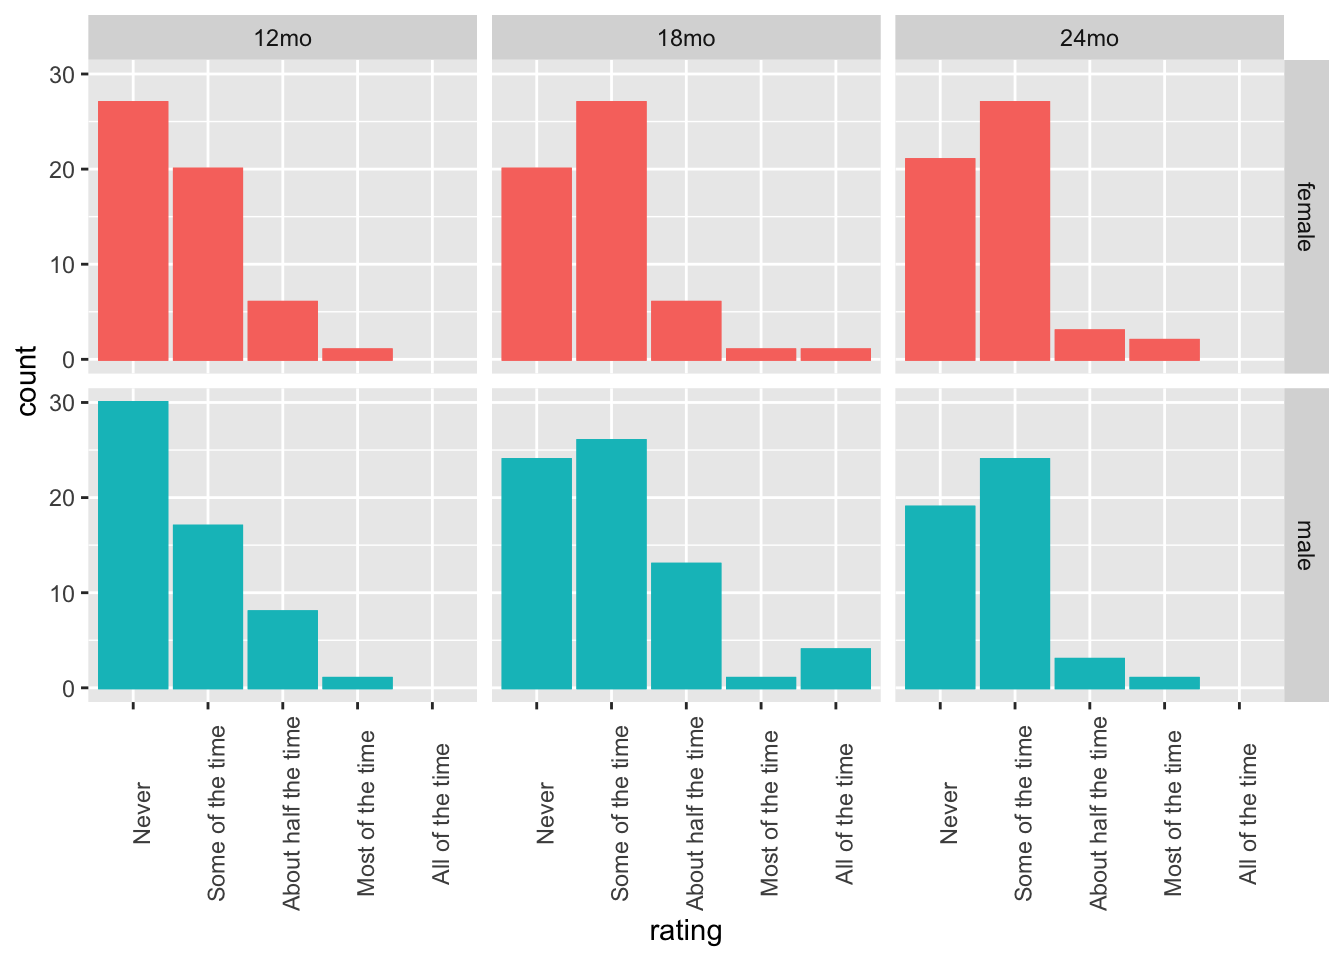 12mo
18mo
24mo
30
20
10
0
female
30
20
10
0
male
count
Never
Some of the time
About half the time
Most of the time
All of the time
Never
Some of the time
About half the time
Most of the time
All of the time
Never
Some of the time
About half the time
Most of the time
All of the time
rating